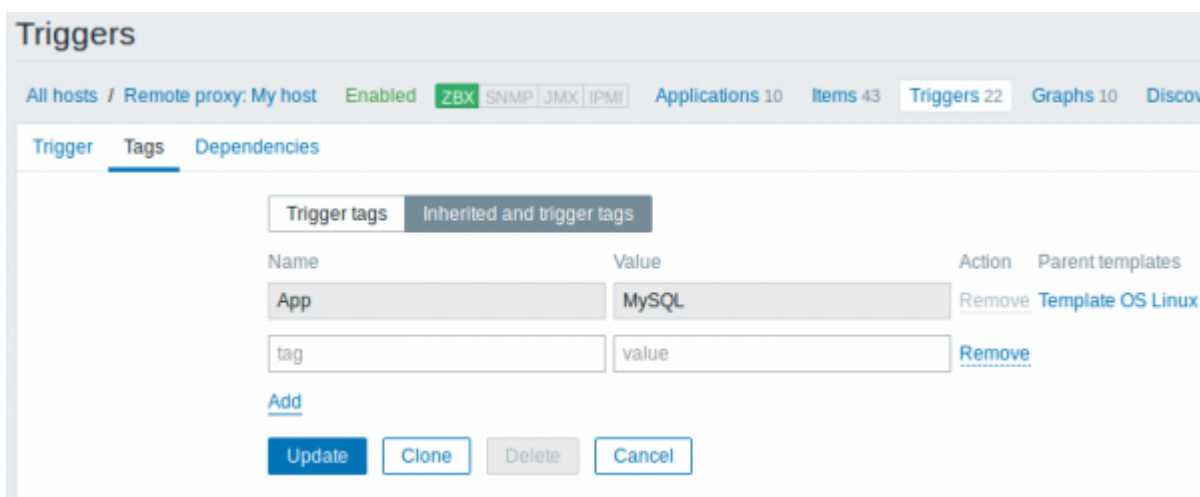 Triggers
All hosts / Remote proxy: My host Enabled ZBX SNMP JMX IPMI Applications 10 Items 43 Triggers 22 Graphs 10 Discov
Trigger Tags Dependencies
Trigger tags Inherited and trigger tags
Name Value Action Parent templates
App MySQL Remove Template OS Linux
tag value Remove
Add
Update Clone Delete Cancel